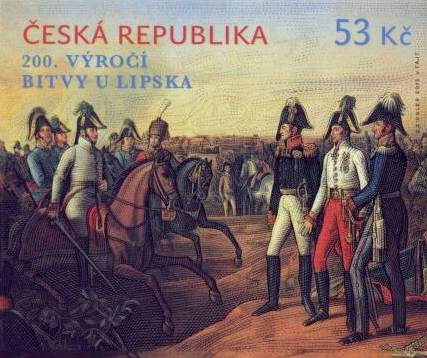 ČESKÁ REPUBLIKA
53 Kč
200. VÝROČÍ
BITVY U LIPSKA